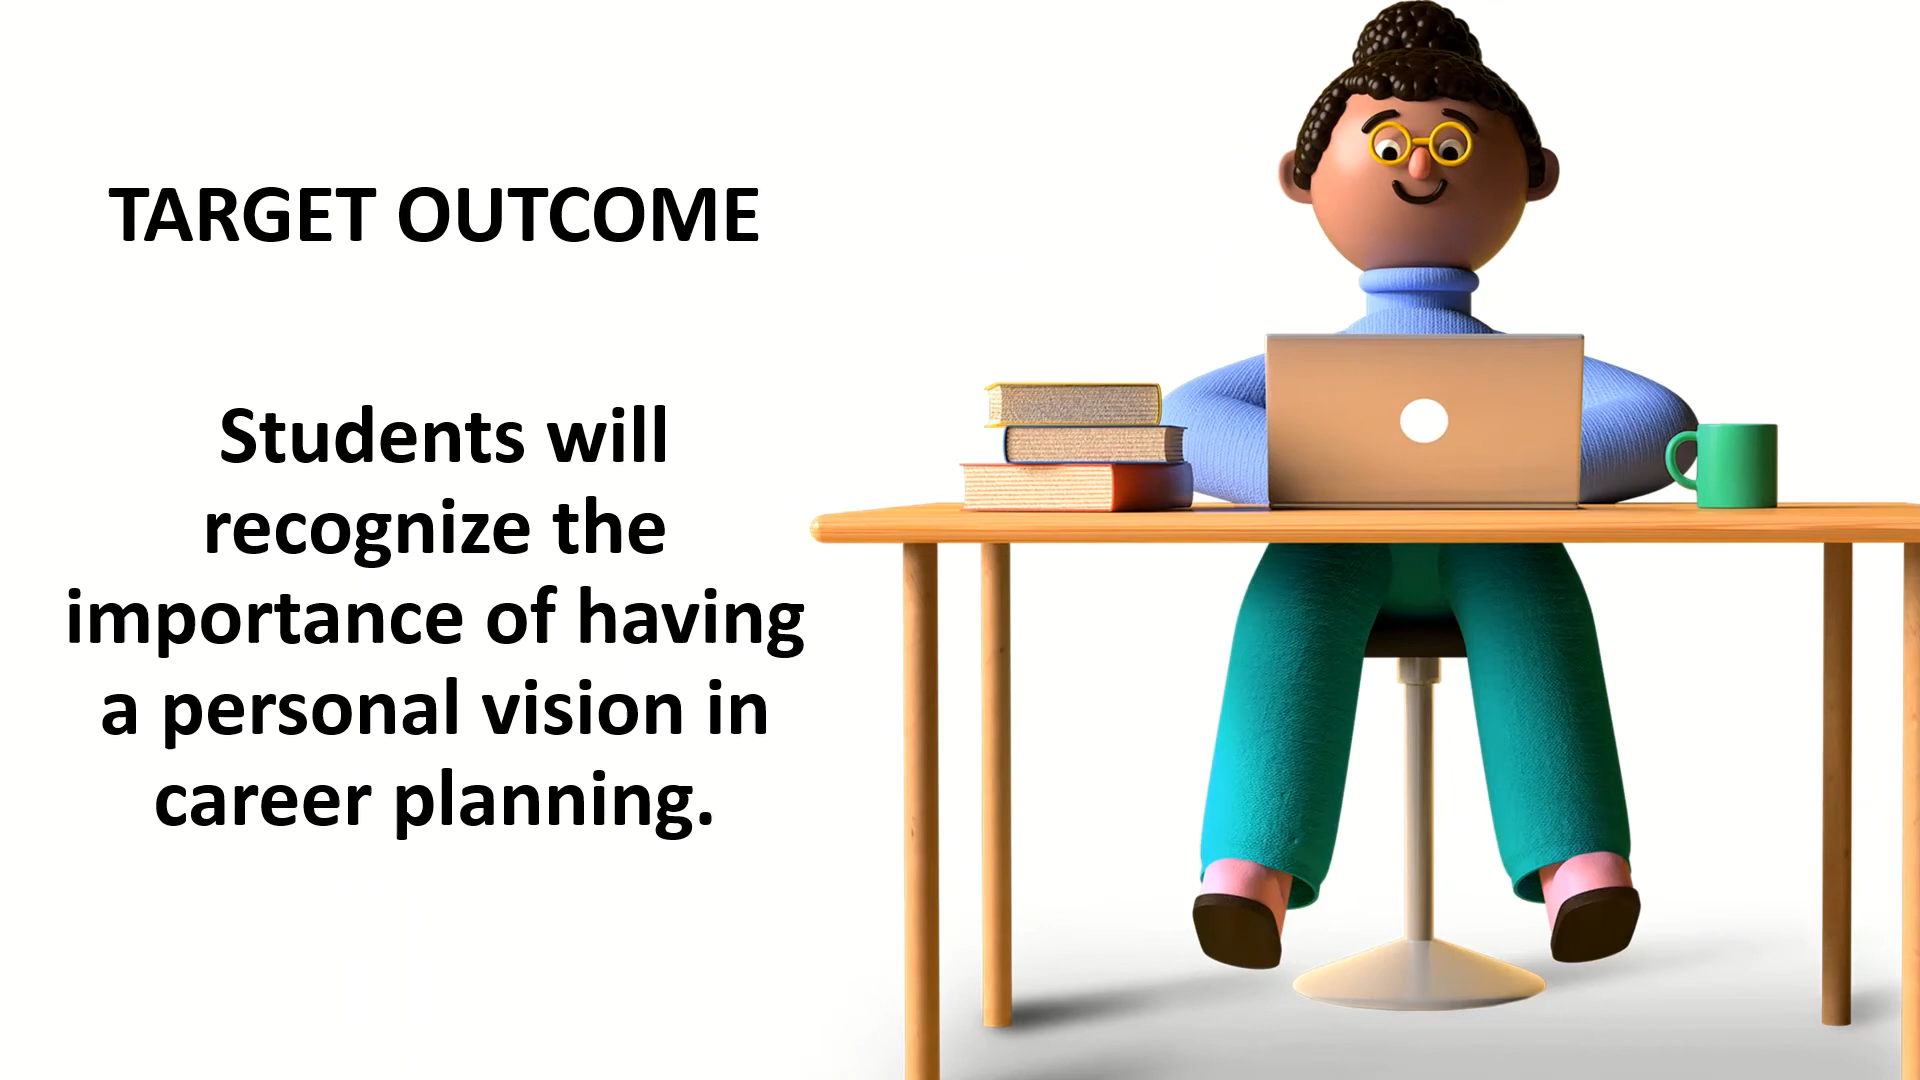 TARGET OUTCOME
Students will
recognize the
importance of having
a personal vision in
career planning.